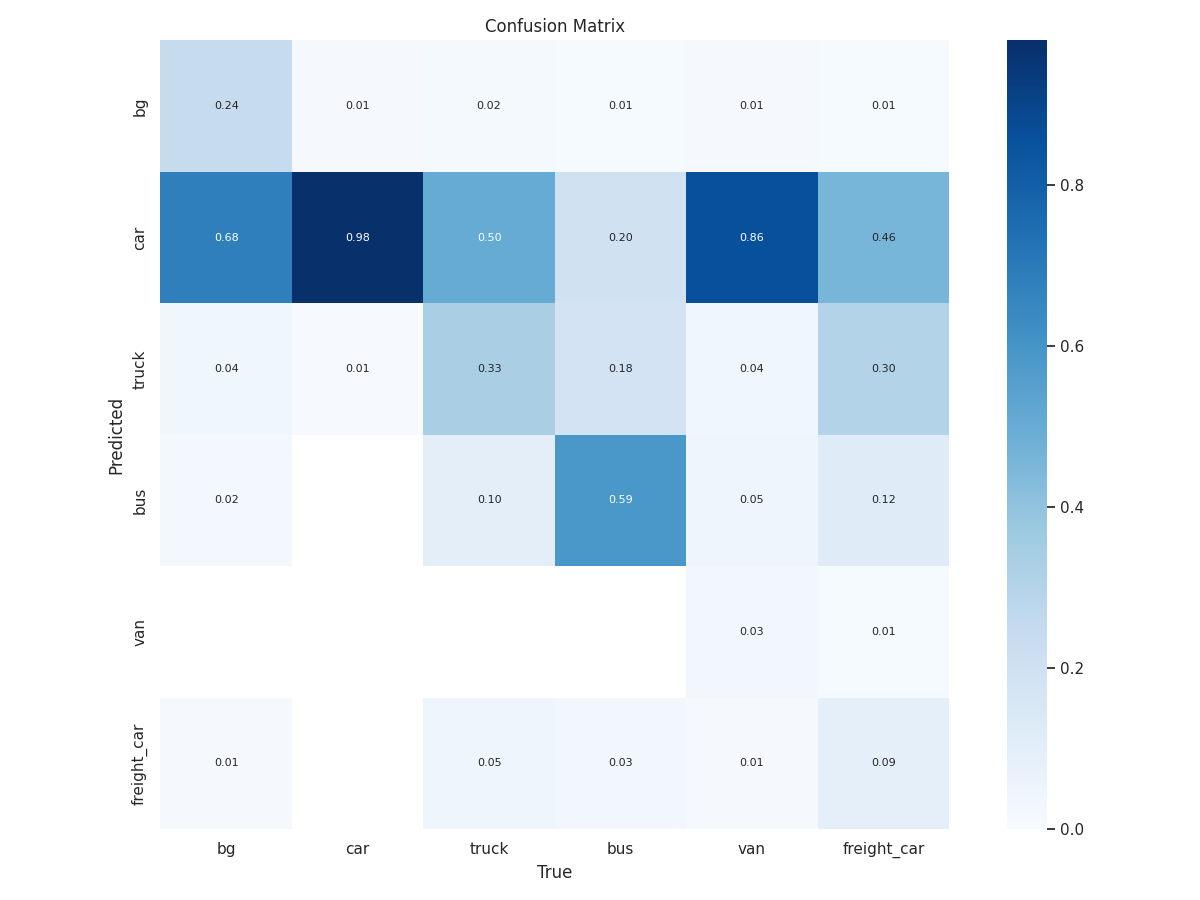 Confusion Matrix
Predicted
bg 0.24 0.01 0.02 0.01 0.01 0.01
car 0.68 0.98 0.50 0.20 0.86 0.46
truck 0.04 0.01 0.33 0.18 0.04 0.30
bus 0.02 0.10 0.59 0.05 0.12
van 0.03 0.01
freight_car 0.01 0.05 0.03 0.01 0.09
bg car truck bus van freight_car
True
0.8
0.6
0.4
0.2
0.0